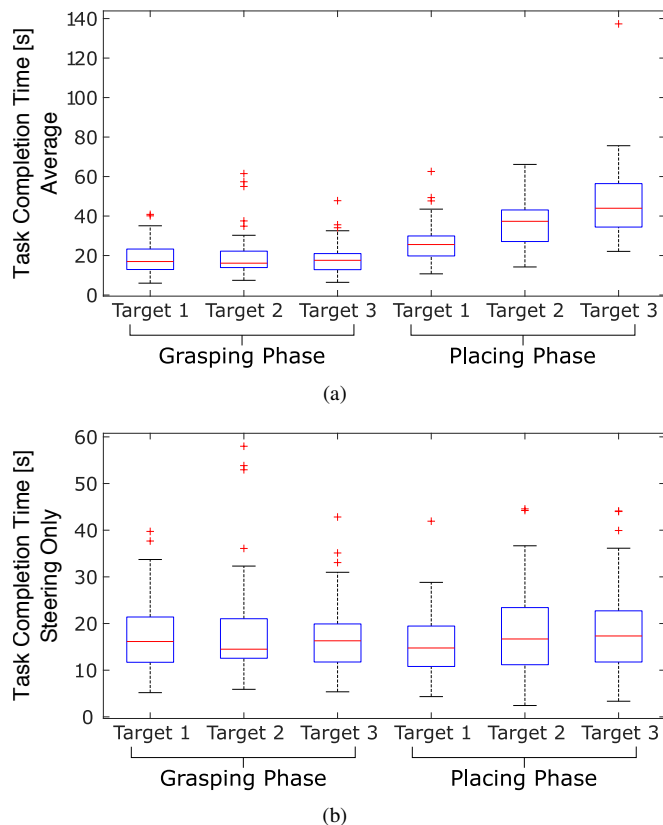 140
120
100
80
60
40
20
0
Task Completion Time [s]
Average
Target 1 Target 2 Target 3 Target 1 Target 2 Target 3
Grasping Phase Placing Phase
(a)
60
50
40
30
20
10
0
Task Completion Time [s]
Steering Only
Target 1 Target 2 Target 3 Target 1 Target 2 Target 3
Grasping Phase Placing Phase
(b)